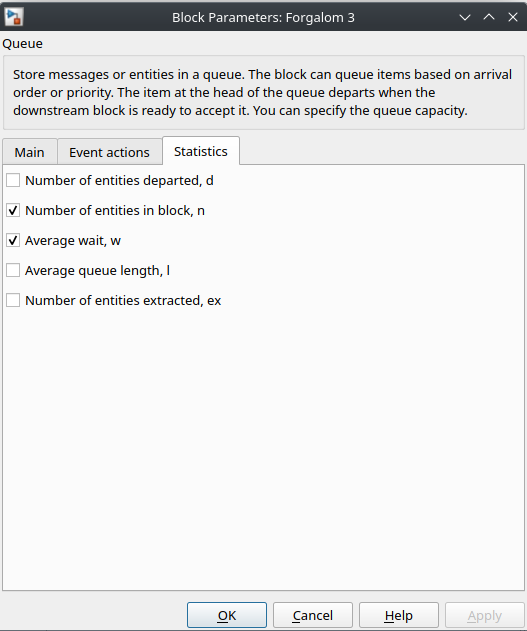 Block Parameters: Forgalom 3
Queue
Store messages or entities in a queue. The block can queue items based on arrival
order or priority. The item at the head of the queue departs when the
downstream block is ready to accept it. You can specify the queue capacity.
Main Event actions Statistics
Number of entities departed, d
Number of entities in block, n
Average wait, w
Average queue length, l
Number of entities extracted, ex
OK Cancel Help Apply